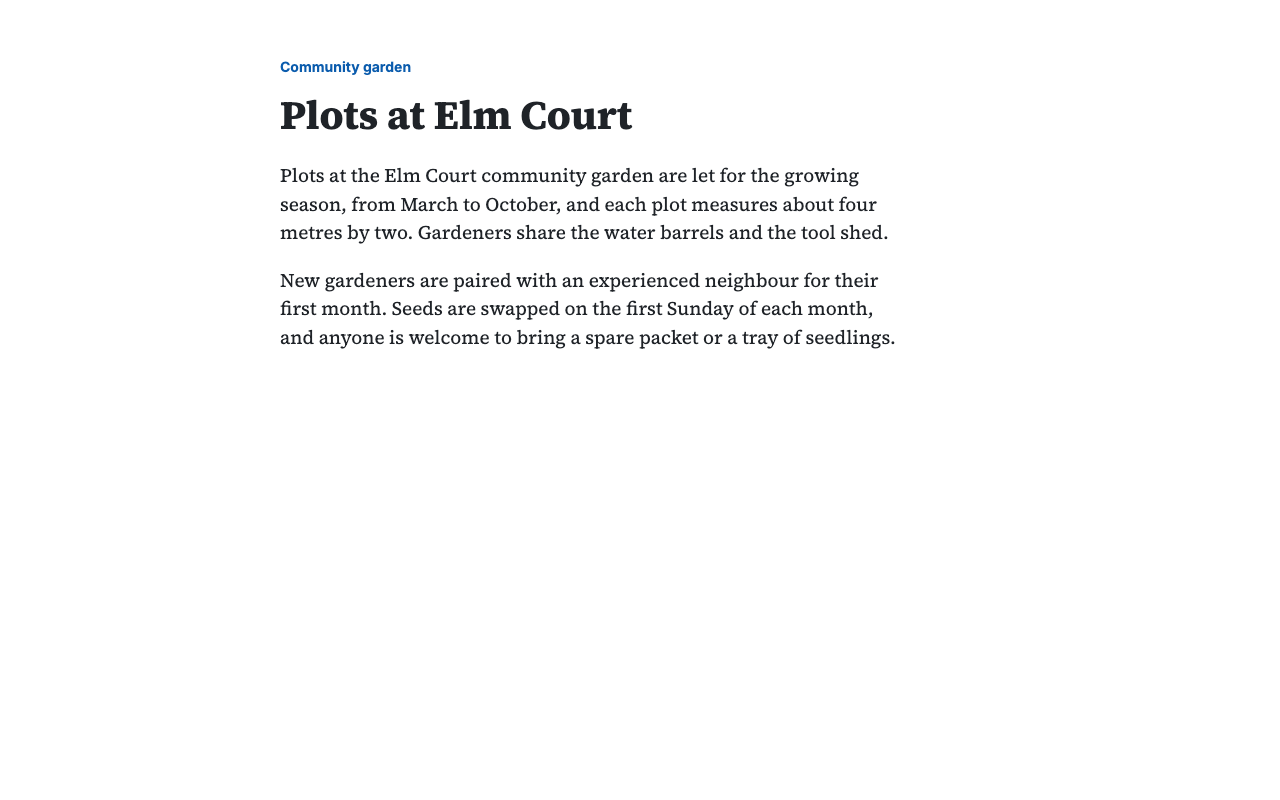 Community garden
Plots at Elm Court
Plots at the Elm Court community garden are let for the growing
season, from March to October, and each plot measures about four
metres by two. Gardeners share the water barrels and the tool shed.
New gardeners are paired with an experienced neighbour for their
first month. Seeds are swapped on the first Sunday of each month,
and anyone is welcome to bring a spare packet or a tray of seedlings.